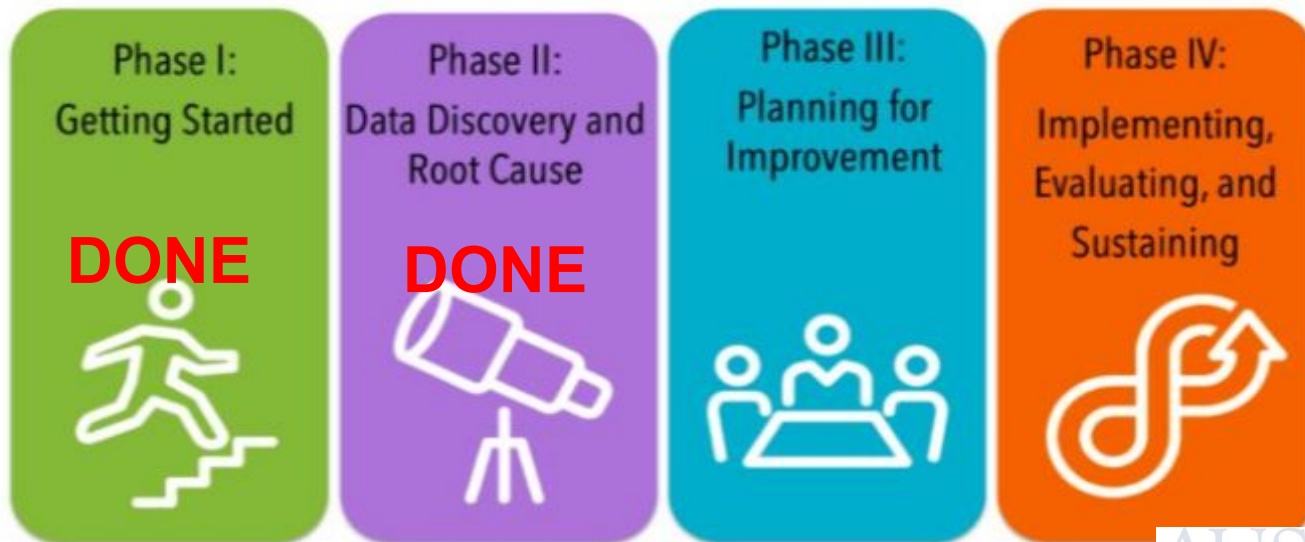 Phase I:
Getting Started
DONE
Phase II:
Data Discovery and
Root Cause
DONE
Phase III:
Planning for
Improvement
Phase IV:
Implementing,
Evaluating, and
Sustaining